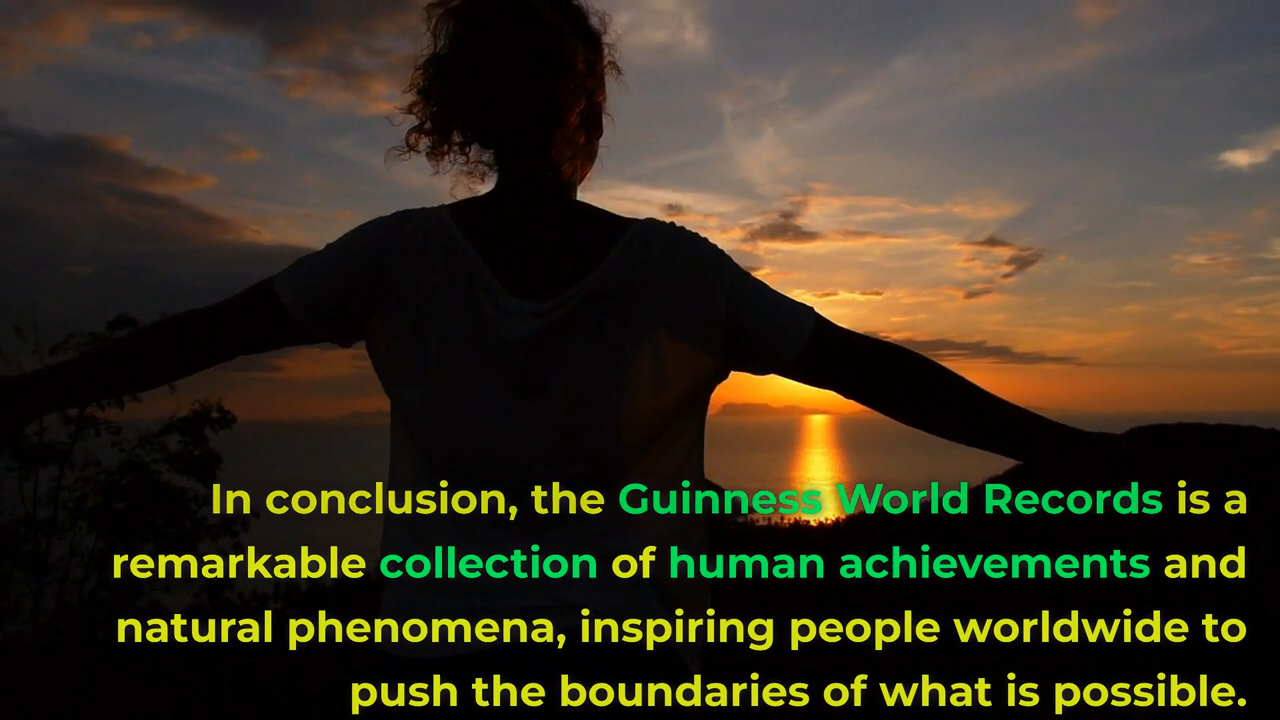 In conclusion, the Guinness World Records is a
remarkable collection of human achievements and
natural phenomena, inspiring people worldwide to
push the boundaries of what is possible.